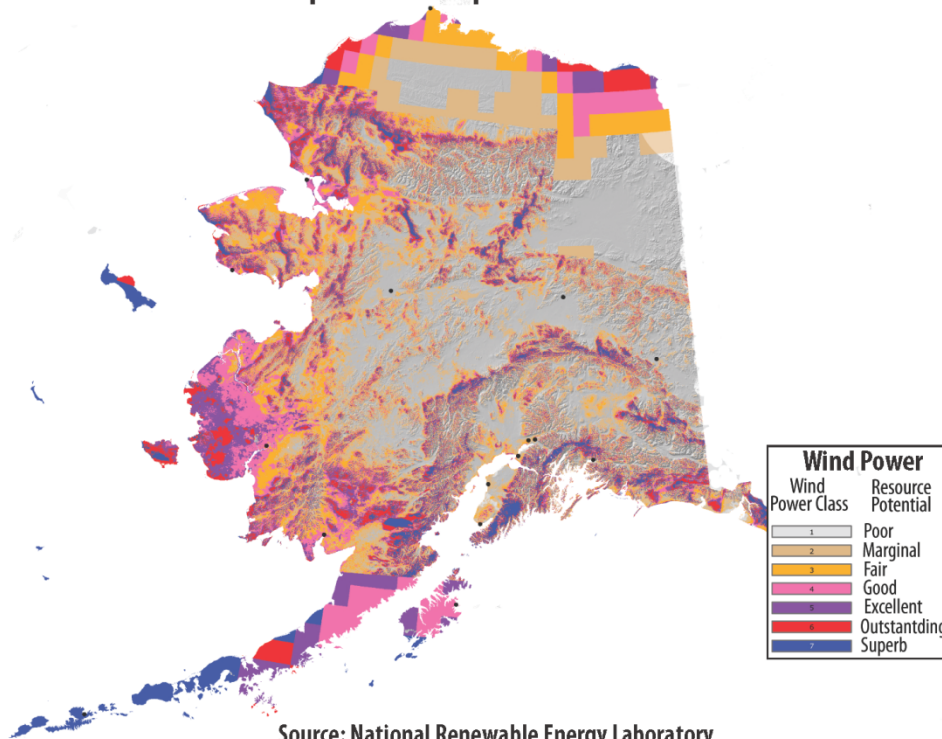 Wind Power
Wind Power Class
Resource Potential
1 Poor
2 Marginal
3 Fair
4 Good
5 Excellent
6 Outstantding
7 Superb
Source: National Renewable Energy Laboratory